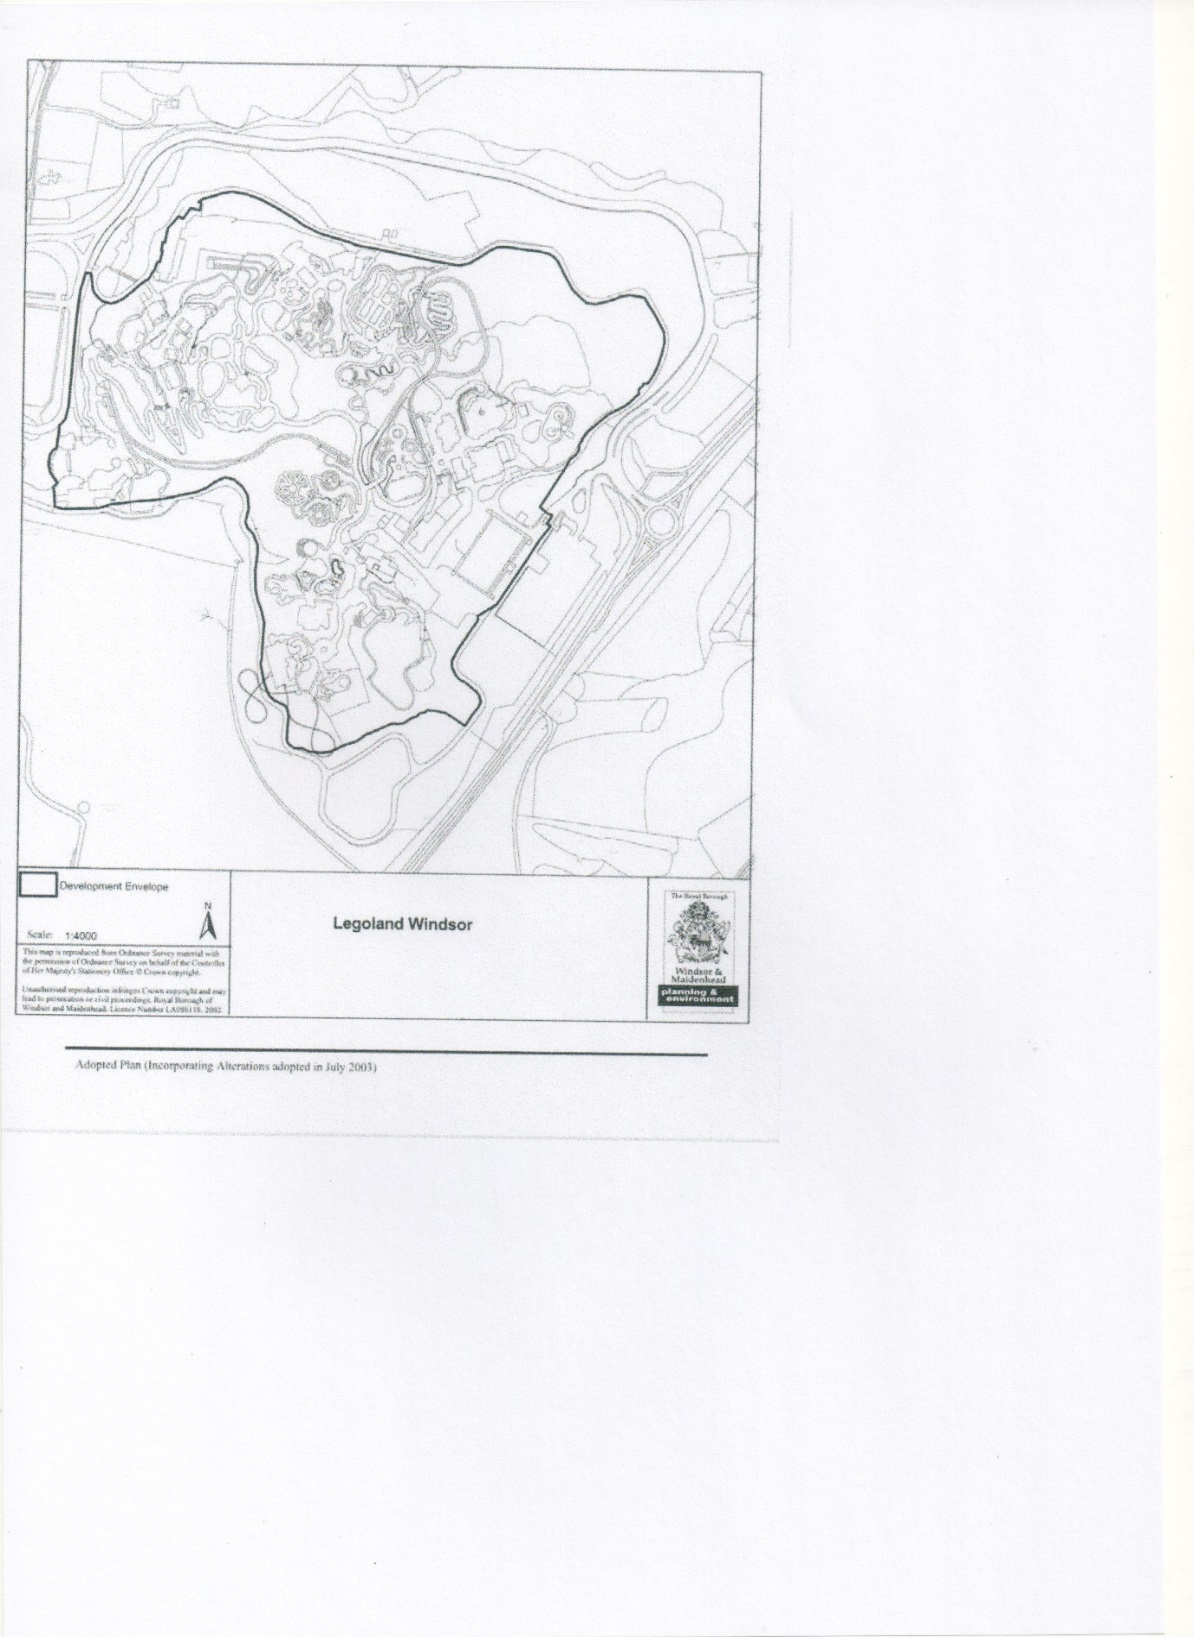 Development Envelope
N
Scale: 1:4000
This map is reproduced from Ordnance Survey material with
the permission of Ordnance Survey on behalf of the Controller
of Her Majesty's Stationery Office © Crown copyright.
Unauthorised reproduction infringes Crown copyright and may
lead to prosecution or civil proceedings. Royal Borough of
Windsor and Maidenhead. Licence Number 2002.
Legoland Windsor
The Royal Borough
Windsor &
Maidenhead
planning &
environment
Adopted Plan (Incorporating Alterations adopted in July 2003)